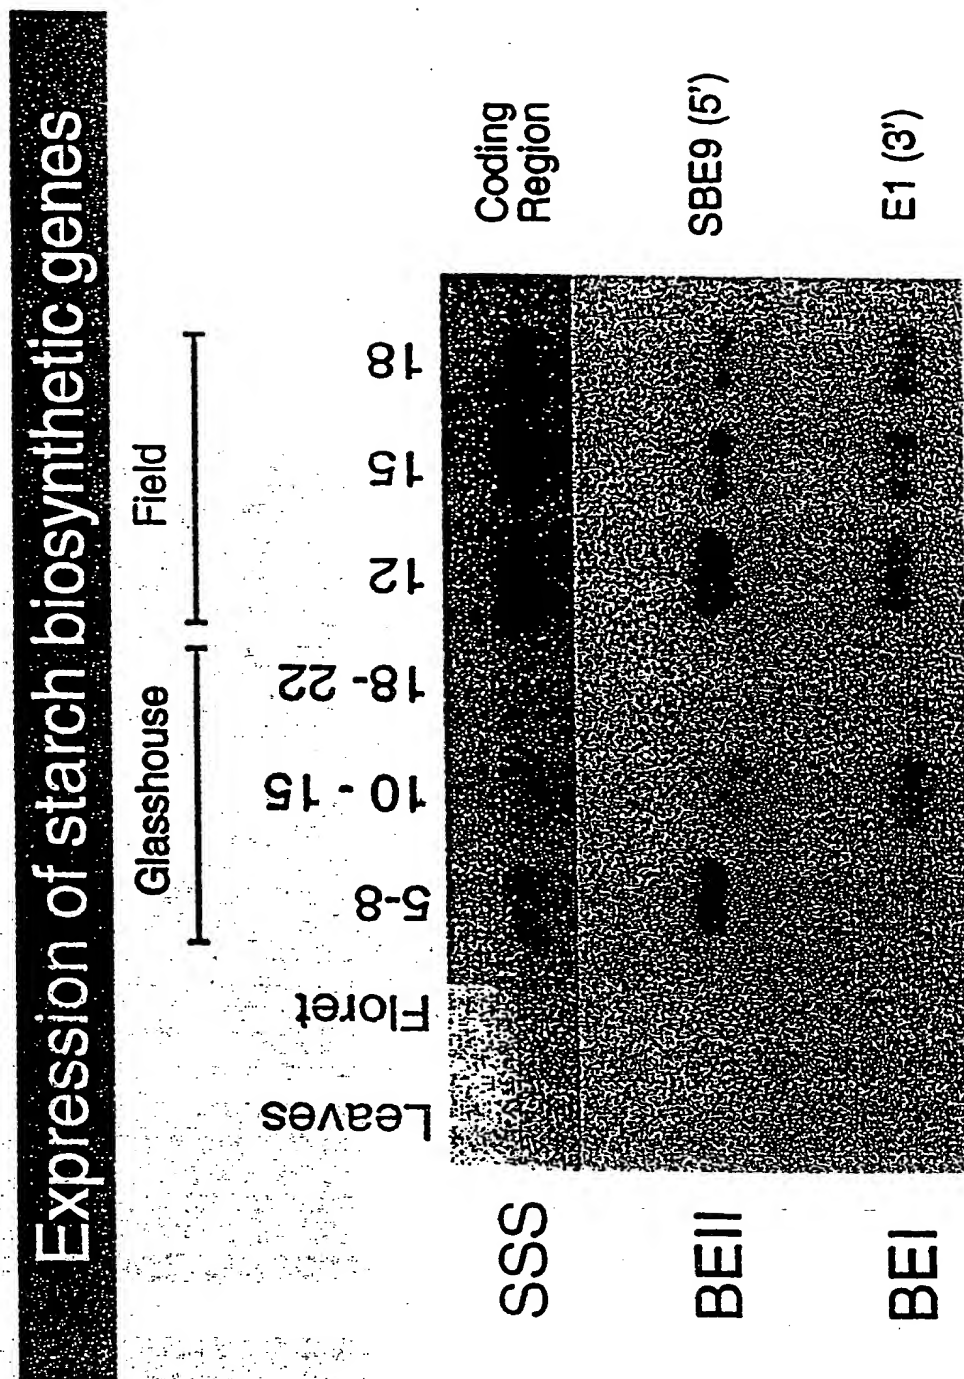 Expression of starch biosynthetic genes
Glasshouse
Field
Leaves
Floret
5-8
10 - 15
18- 22
12
15
18
SSS
Coding
Region
BEII
SBE9 (5')
BEI
E1 (3')